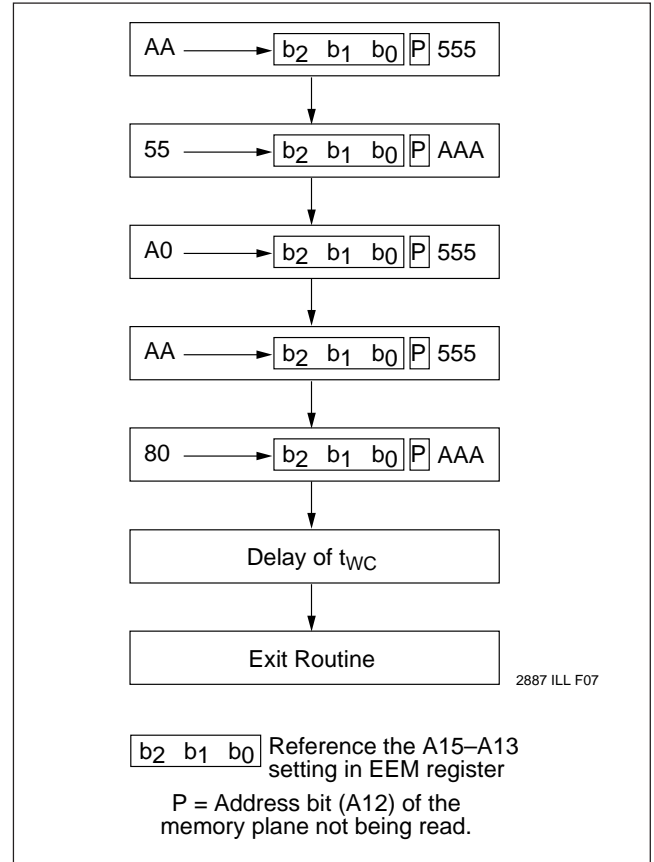 AA b2 b1 b0 P 555
55 b2 b1 b0 P AAA
A0 b2 b1 b0 P 555
AA b2 b1 b0 P 555
80 b2 b1 b0 P AAA
Delay of tWC
Exit Routine
2887 ILL F07
b2 b1 b0 Reference the A15–A13
setting in EEM register
P = Address bit (A12) of the
memory plane not being read.